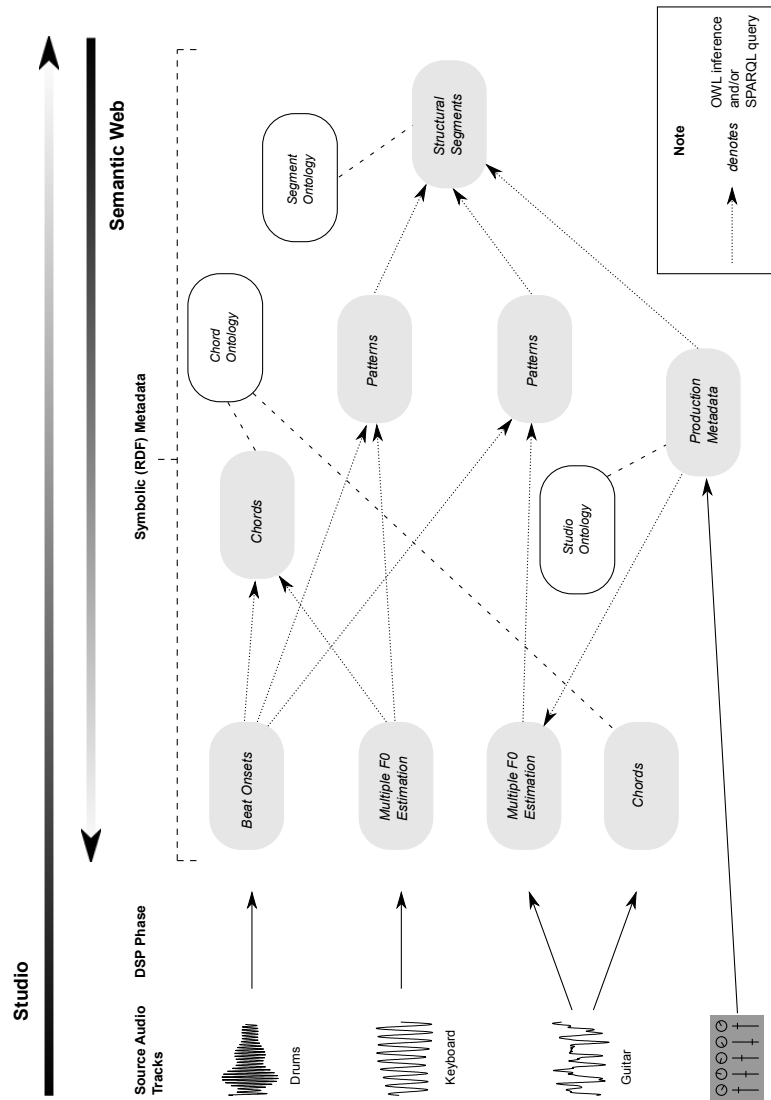 Studio
Semantic Web
Source Audio
Tracks
DSP Phase
Symbolic (RDF) Metadata
Drums
Beat Onsets
Chords
Chord
Ontology
Segment
Ontology
Keyboard
Multiple F0
Estimation
Patterns
Structural
Segments
Guitar
Multiple F0
Estimation
Patterns
Studio
Ontology
Chords
Production
Metadata
Note
denotes
OWL inference
and/or
SPARQL query